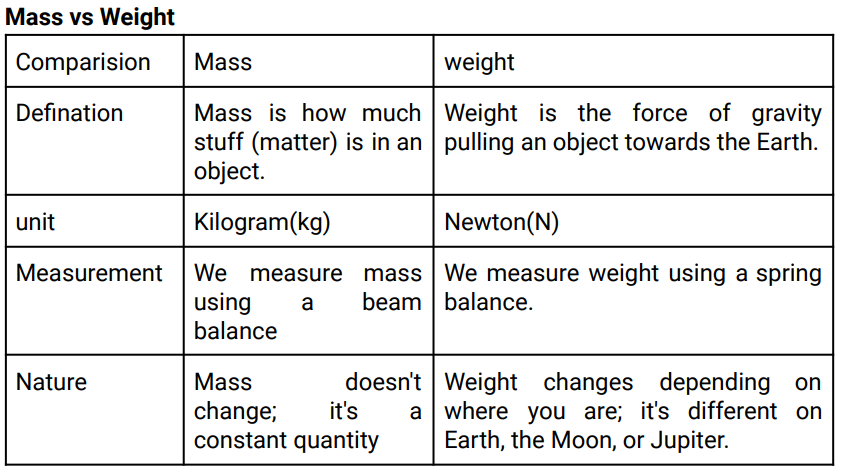 Mass vs Weight
Comparision Mass weight
Defination
Mass is how much
stuff (matter) is in an
object.
Weight is the force of gravity
pulling an object towards the Earth.
unit Kilogram(kg) Newton(N)
Measurement
We measure mass
using a beam
balance
We measure weight using a spring
balance.
Nature
Mass doesn't
change; it's a
constant quantity
Weight changes depending on
where you are; it's different on
Earth, the Moon, or Jupiter.